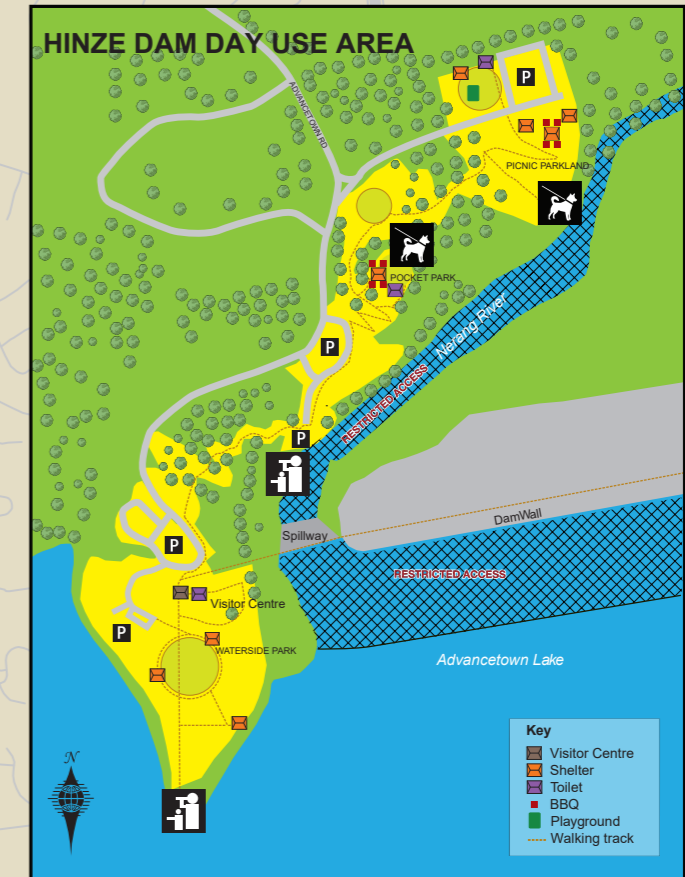 HINZE DAM DAY USE AREA
ADVANCETOWN RD
P
PICNIC PARKLAND
POCKET PARK
Nerang River
P
RESTRICTED ACCESS
P
Spillway
DamWall
P
RESTRICTED ACCESS
Visitor Centre
P
WATERSIDE PARK
Advancetown Lake
Key
Visitor Centre
Shelter
Toilet
BBQ
Playground
Walking track
N